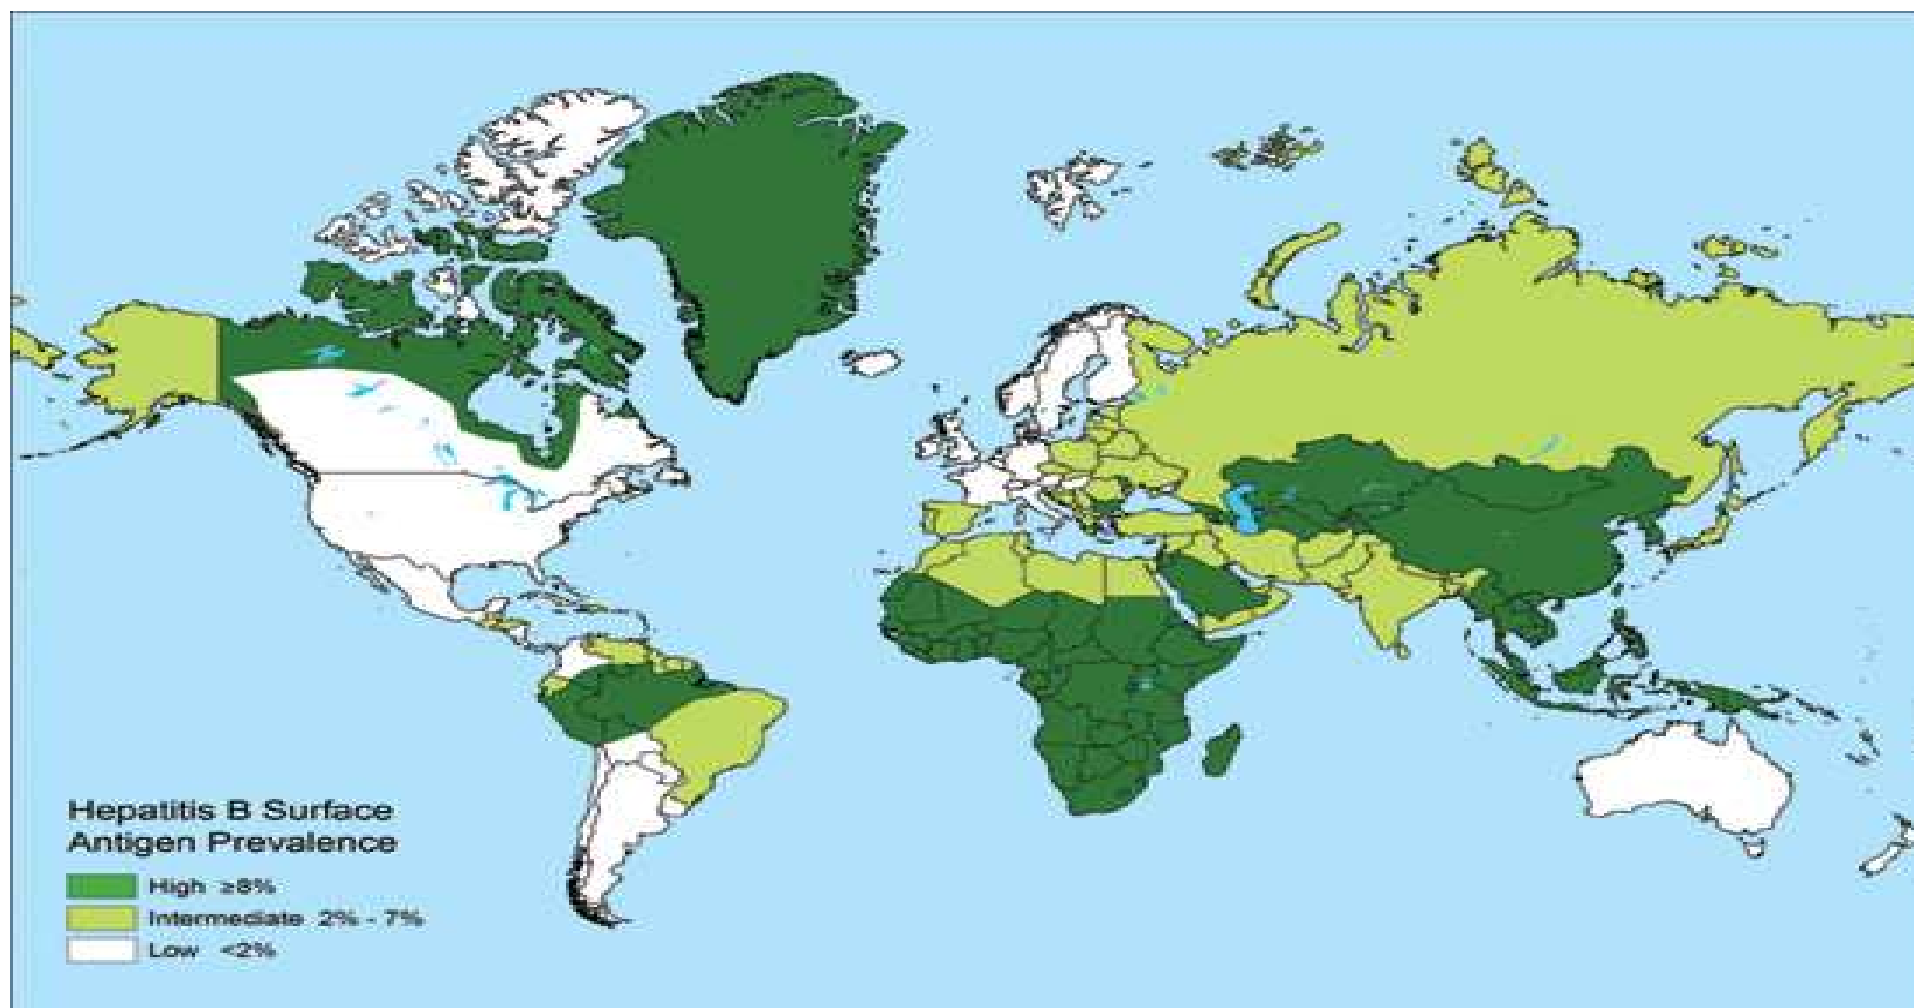 Hepatitis B Surface
Antigen Prevalence
High ≥8%
Intermediate 2% - 7%
Low <2%